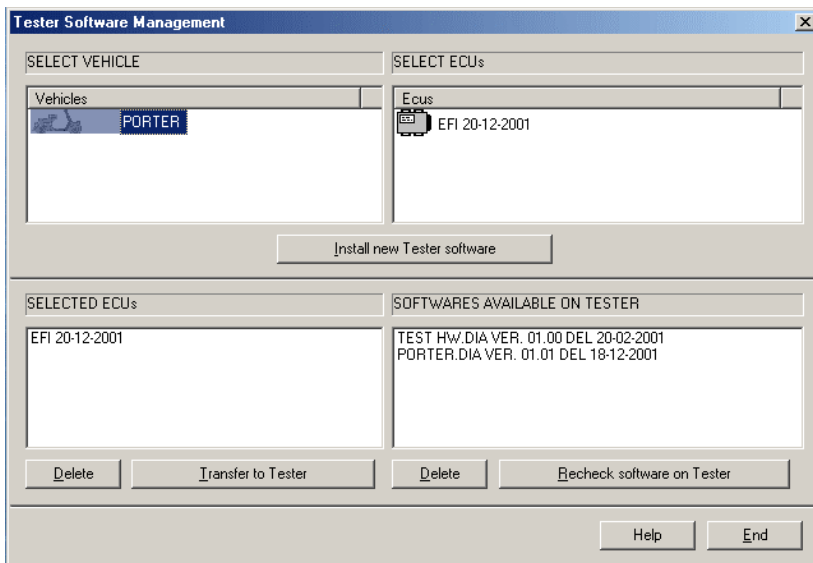 Tester Software Management
SELECT VEHICLE
SELECT ECUs
Vehicles
Ecus
PORTER
EFI 20-12-2001
Install new Tester software
SELECTED ECUs
SOFTWARES AVAILABLE ON TESTER
EFI 20-12-2001
TEST HW.DIA VER. 01.00 DEL 20-02-2001
PORTER.DIA VER. 01.01 DEL 18-12-2001
Delete
Transfer to Tester
Delete
Recheck software on Tester
Help
End